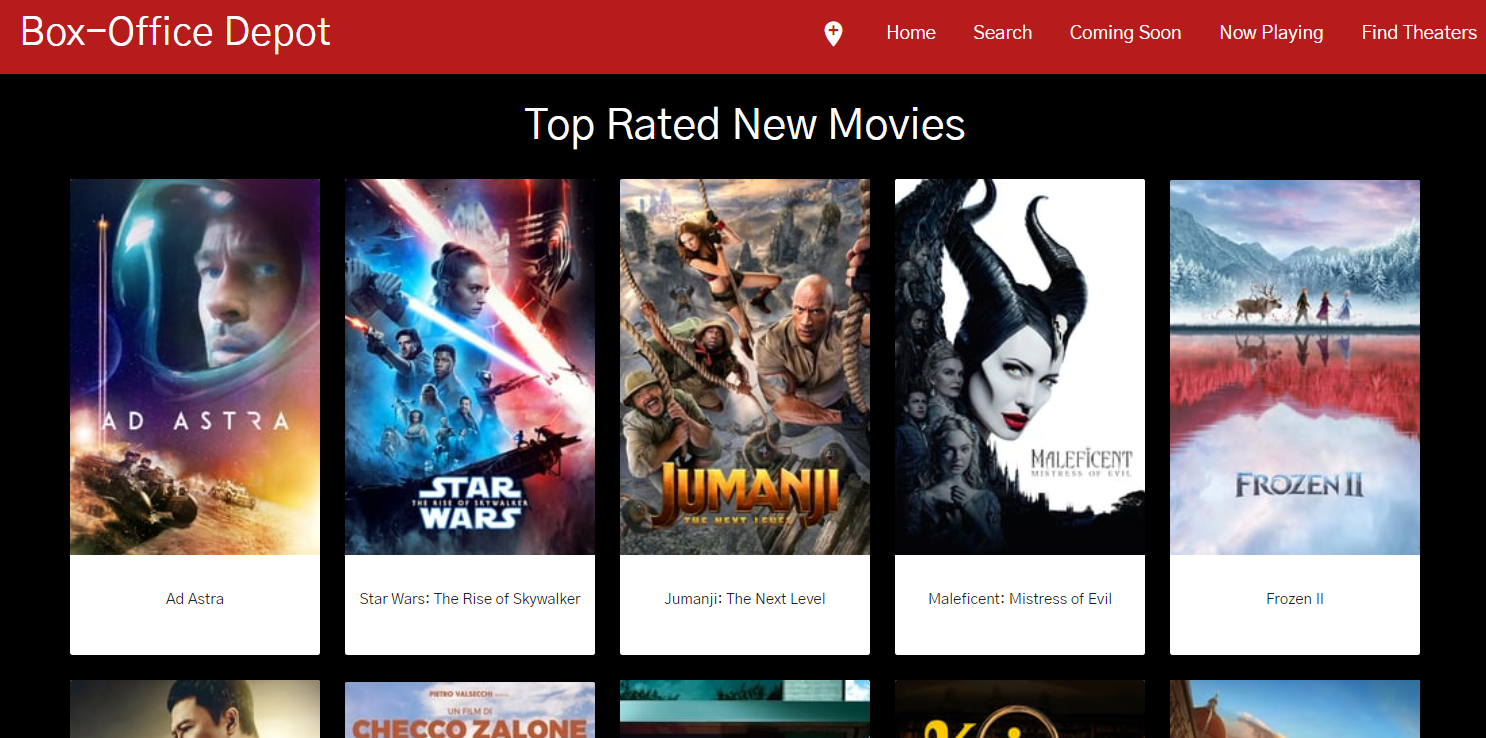 Box-Office Depot
Home
Search
Coming Soon
Now Playing
Find Theaters
Top Rated New Movies
AD ASTRA
STAR
THE RISE OF SKYWALKER
WARS
JUMANJI
THE NEXT LEVEL
MALEFICENT
MISTRESS OF EVIL
FROZEN II
Ad Astra
Star Wars: The Rise of Skywalker
Jumanji: The Next Level
Maleficent: Mistress of Evil
Frozen II
PIETRO VALSECCHI
UN FILM DI
CHECCO ZALONE